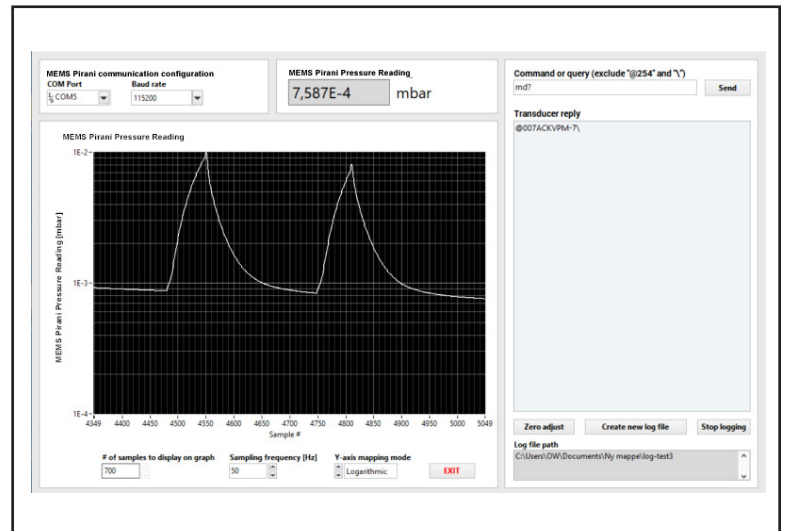 MEMS Pirani communication configuration
COM Port
Baud rate
COM5
115200
MEMS Pirani Pressure Reading
7,587E-4 mbar
Command or query (exclude "@254" and "\")
md?
Send
Transducer reply
@007ACKVPM-7\
MEMS Pirani Pressure Reading
MEMS Pirani Pressure Reading [mbar]
1E-2
1E-3
1E-4
4349 4400 4450 4500 4550 4600 4650 4700 4750 4800 4850 4900 4950 5000 5049
Sample #
# of samples to display on graph
700
Sampling frequency [Hz]
50
Y-axis mapping mode
Logarithmic
EXIT
Zero adjust
Create new log file
Stop logging
Log file path
C:\Users\OW\Documents\Ny mappe\log-test3